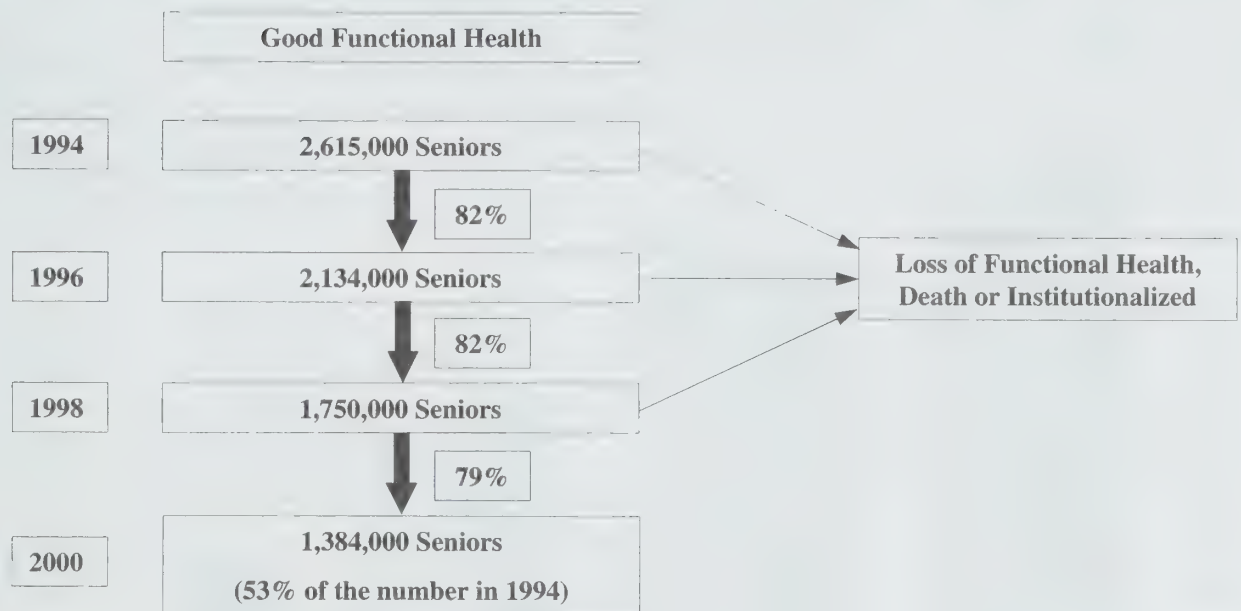 Good Functional Health
1994
2,615,000 Seniors
82%
1996
2,134,000 Seniors
Loss of Functional Health,
Death or Institutionalized
82%
1998
1,750,000 Seniors
79%
2000
1,384,000 Seniors
(53% of the number in 1994)